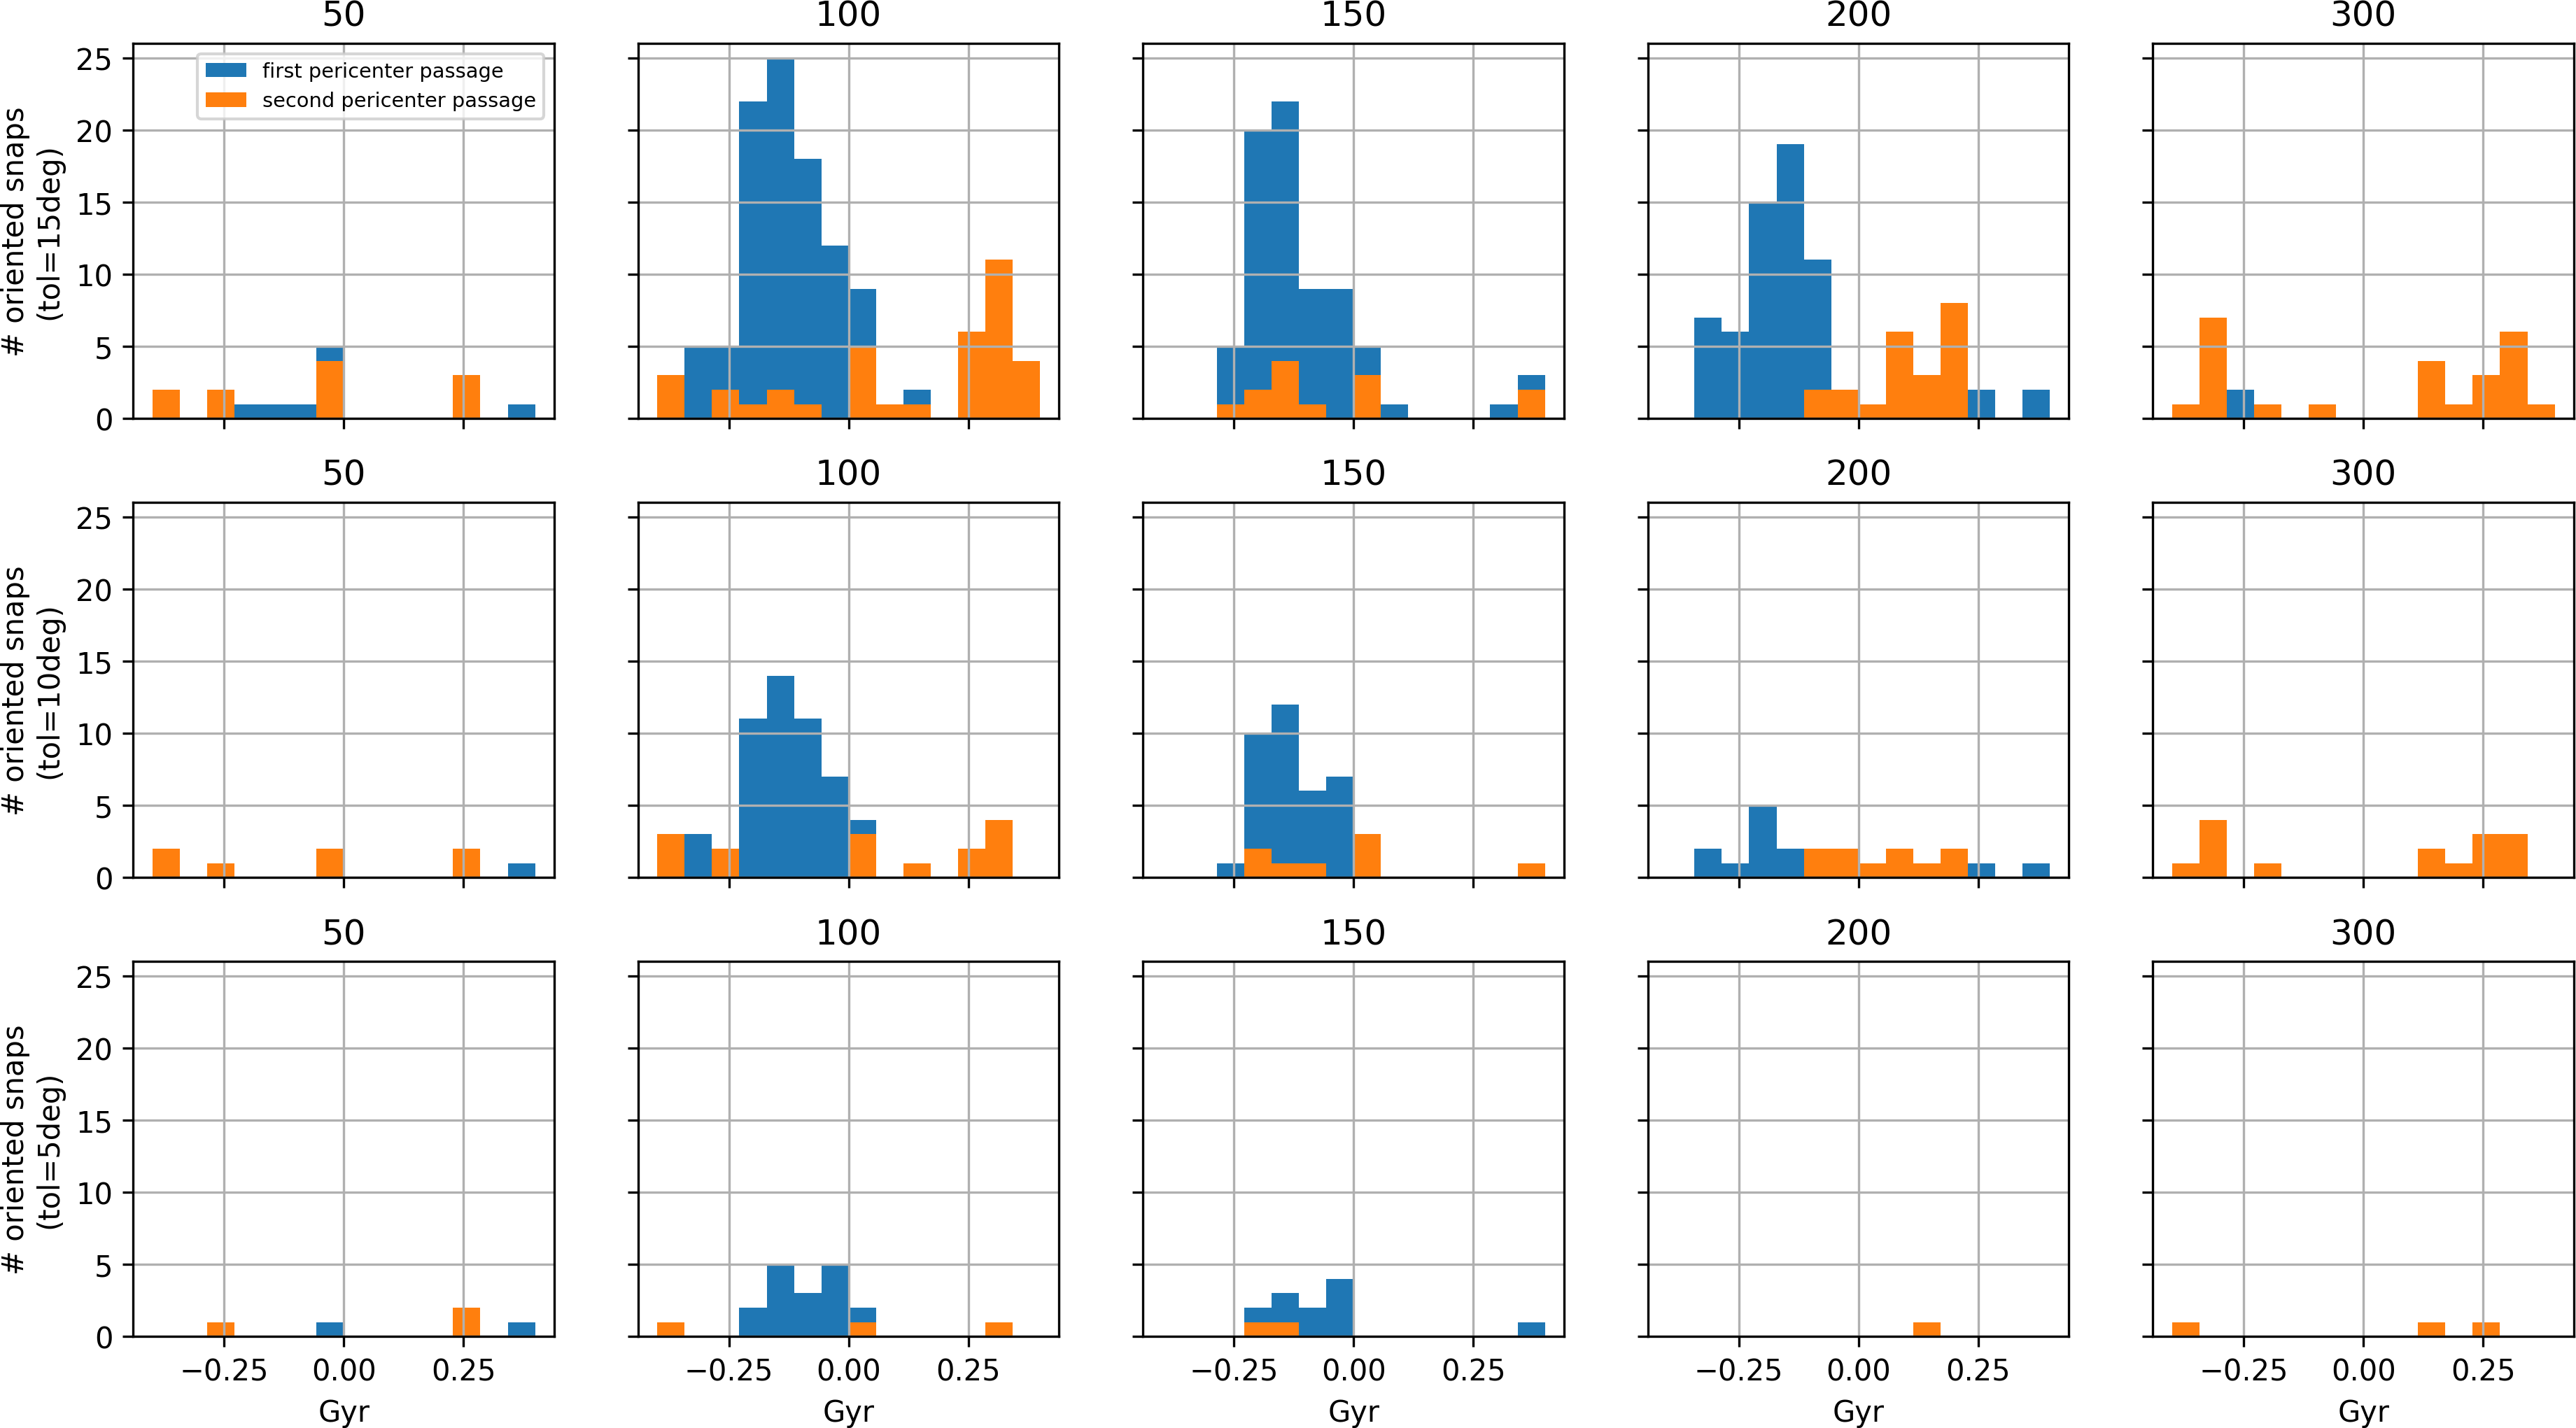 50 100 150 200 300
25
first pericenter passage
second pericenter passage
20
15
10
5
0
# oriented snaps
(tol=15deg)
50 100 150 200 300
25
20
15
10
5
0
# oriented snaps
(tol=10deg)
50 100 150 200 300
25
20
15
10
5
0
# oriented snaps
(tol=5deg)
−0.25 0.00 0.25 −0.25 0.00 0.25 −0.25 0.00 0.25 −0.25 0.00 0.25 −0.25 0.00 0.25
Gyr Gyr Gyr Gyr Gyr